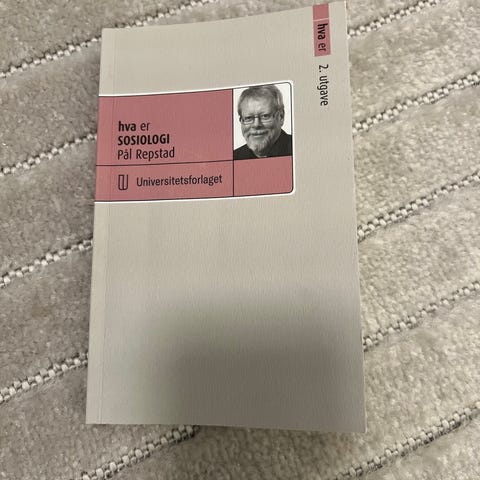 hva er 2. utgave
hva er
SOSIOLOGI
Pål Repstad
Universitetsforlaget